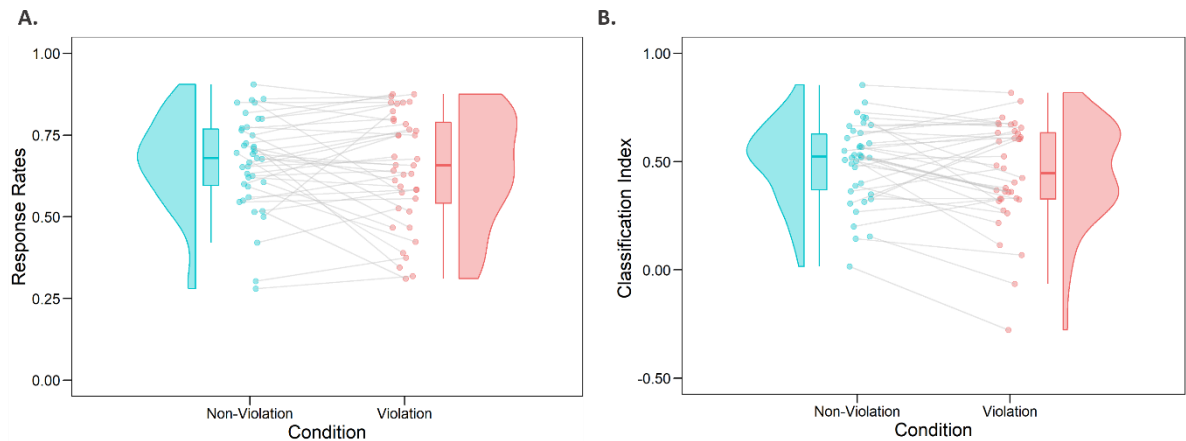 A.
1.00
0.75
0.50
0.25
0.00
Response Rates
Non-Violation
Violation
Condition
B.
1.00
0.50
0.00
-0.50
Classification Index
Non-Violation
Violation
Condition